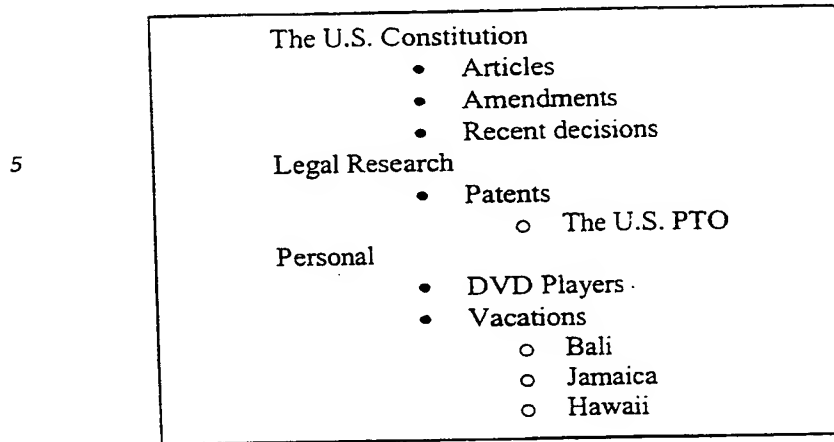 The U.S. Constitution
• Articles
• Amendments
• Recent decisions
5 Legal Research
• Patents
o The U.S. PTO
Personal
• DVD Players
• Vacations
o Bali
o Jamaica
o Hawaii